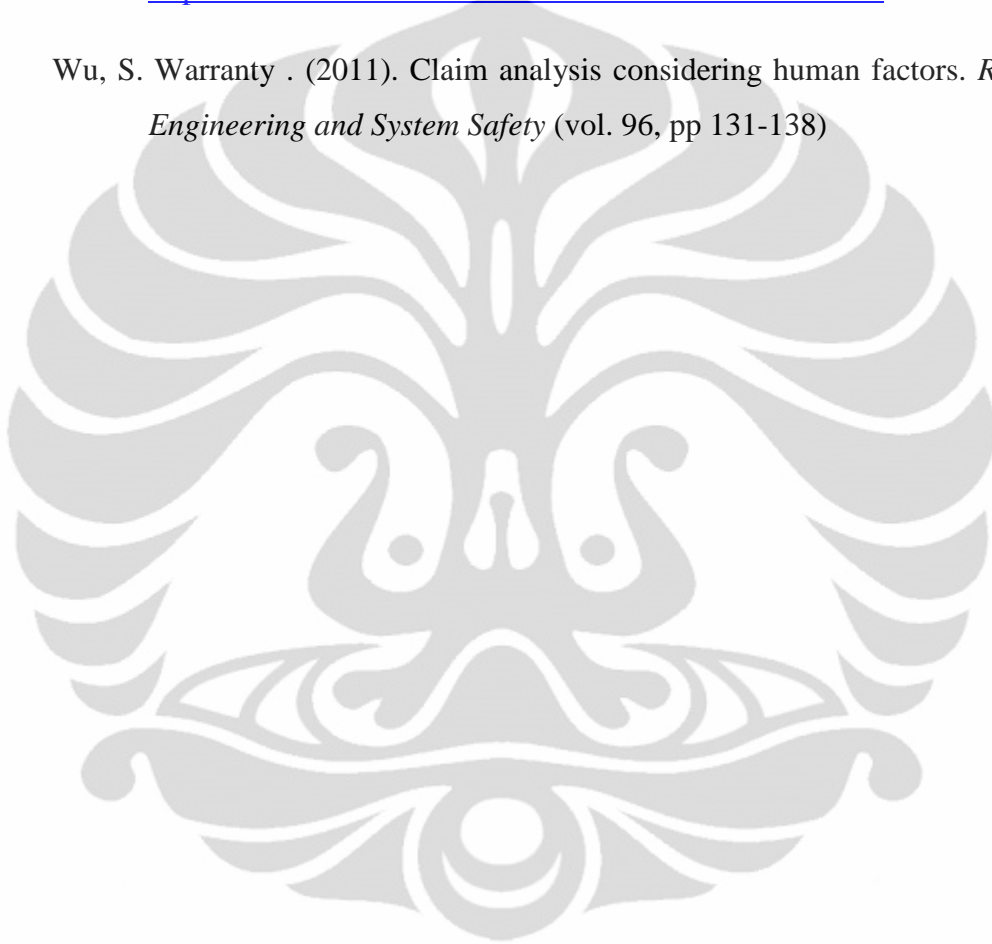 Wu, S. Warranty . (2011). Claim analysis considering human factors.
Engineering and System Safety (vol. 96, pp 131-138)